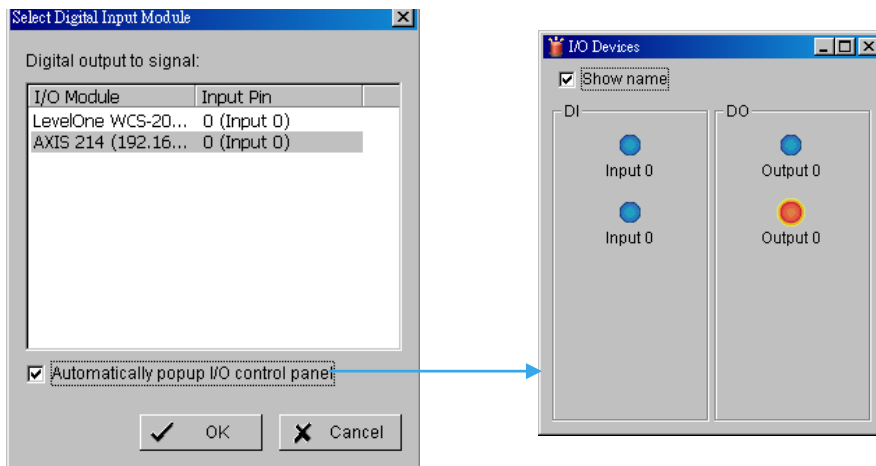 Select Digital Input Module
Digital output to signal:
I/O Module Input Pin
LevelOne WCS-20... 0 (Input 0)
AXIS 214 (192.16... 0 (Input 0)
Automatically popup I/O control panel
OK Cancel
I/O Devices
Show name
DI DO
Input 0 Output 0
Input 0 Output 0